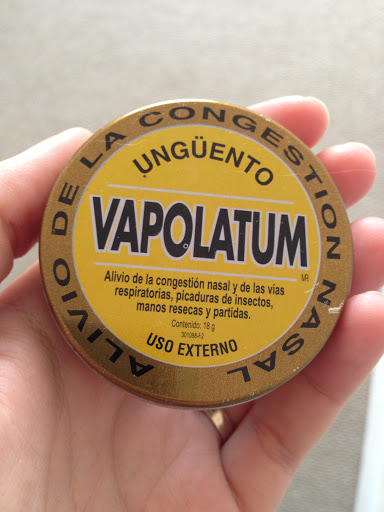 ALIVIO DE LA CONGESTION NASAL
UNGÜENTO
VAPOLATUM
MR
Alivio de la congestión nasal y de las vías
respiratorias, picaduras de insectos,
manos resecas y partidas.
Contenido: 18 g
USO EXTERNO